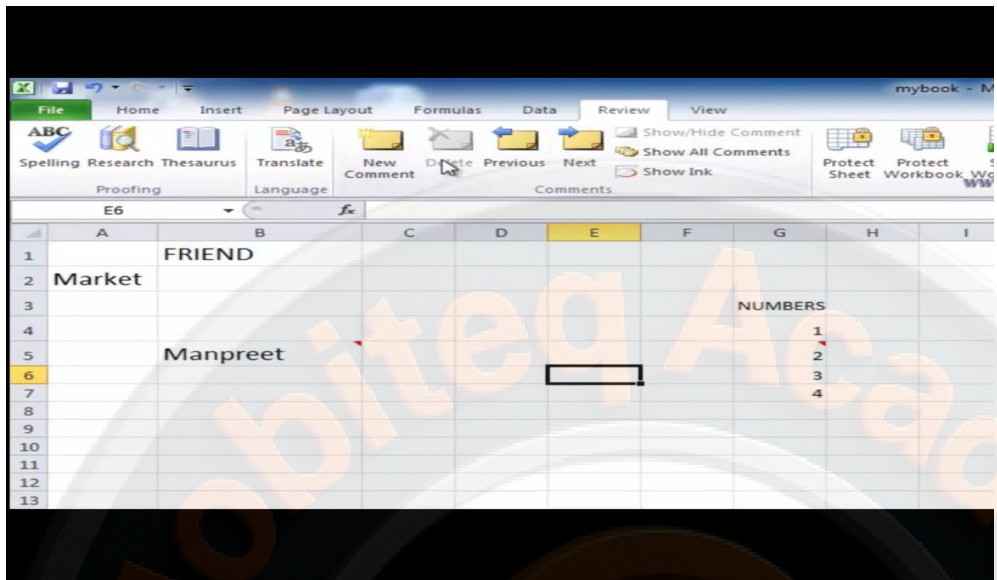 mybook - M
File Home Insert Page Layout Formulas Data Review View
ABC
Spelling Research Thesaurus Translate New Comment Delete Previous Next
Show/Hide Comment
Show All Comments
Show Ink
Protect Sheet Protect Workbook
Proofing Language Comments
WW
E6 fx
A B C D E F G H I
1 FRIEND
2 Market
3 NUMBERS
4 1
5 Manpreet 2
6 3
7 4
8
9
10
11
12
13
obiteq Acad